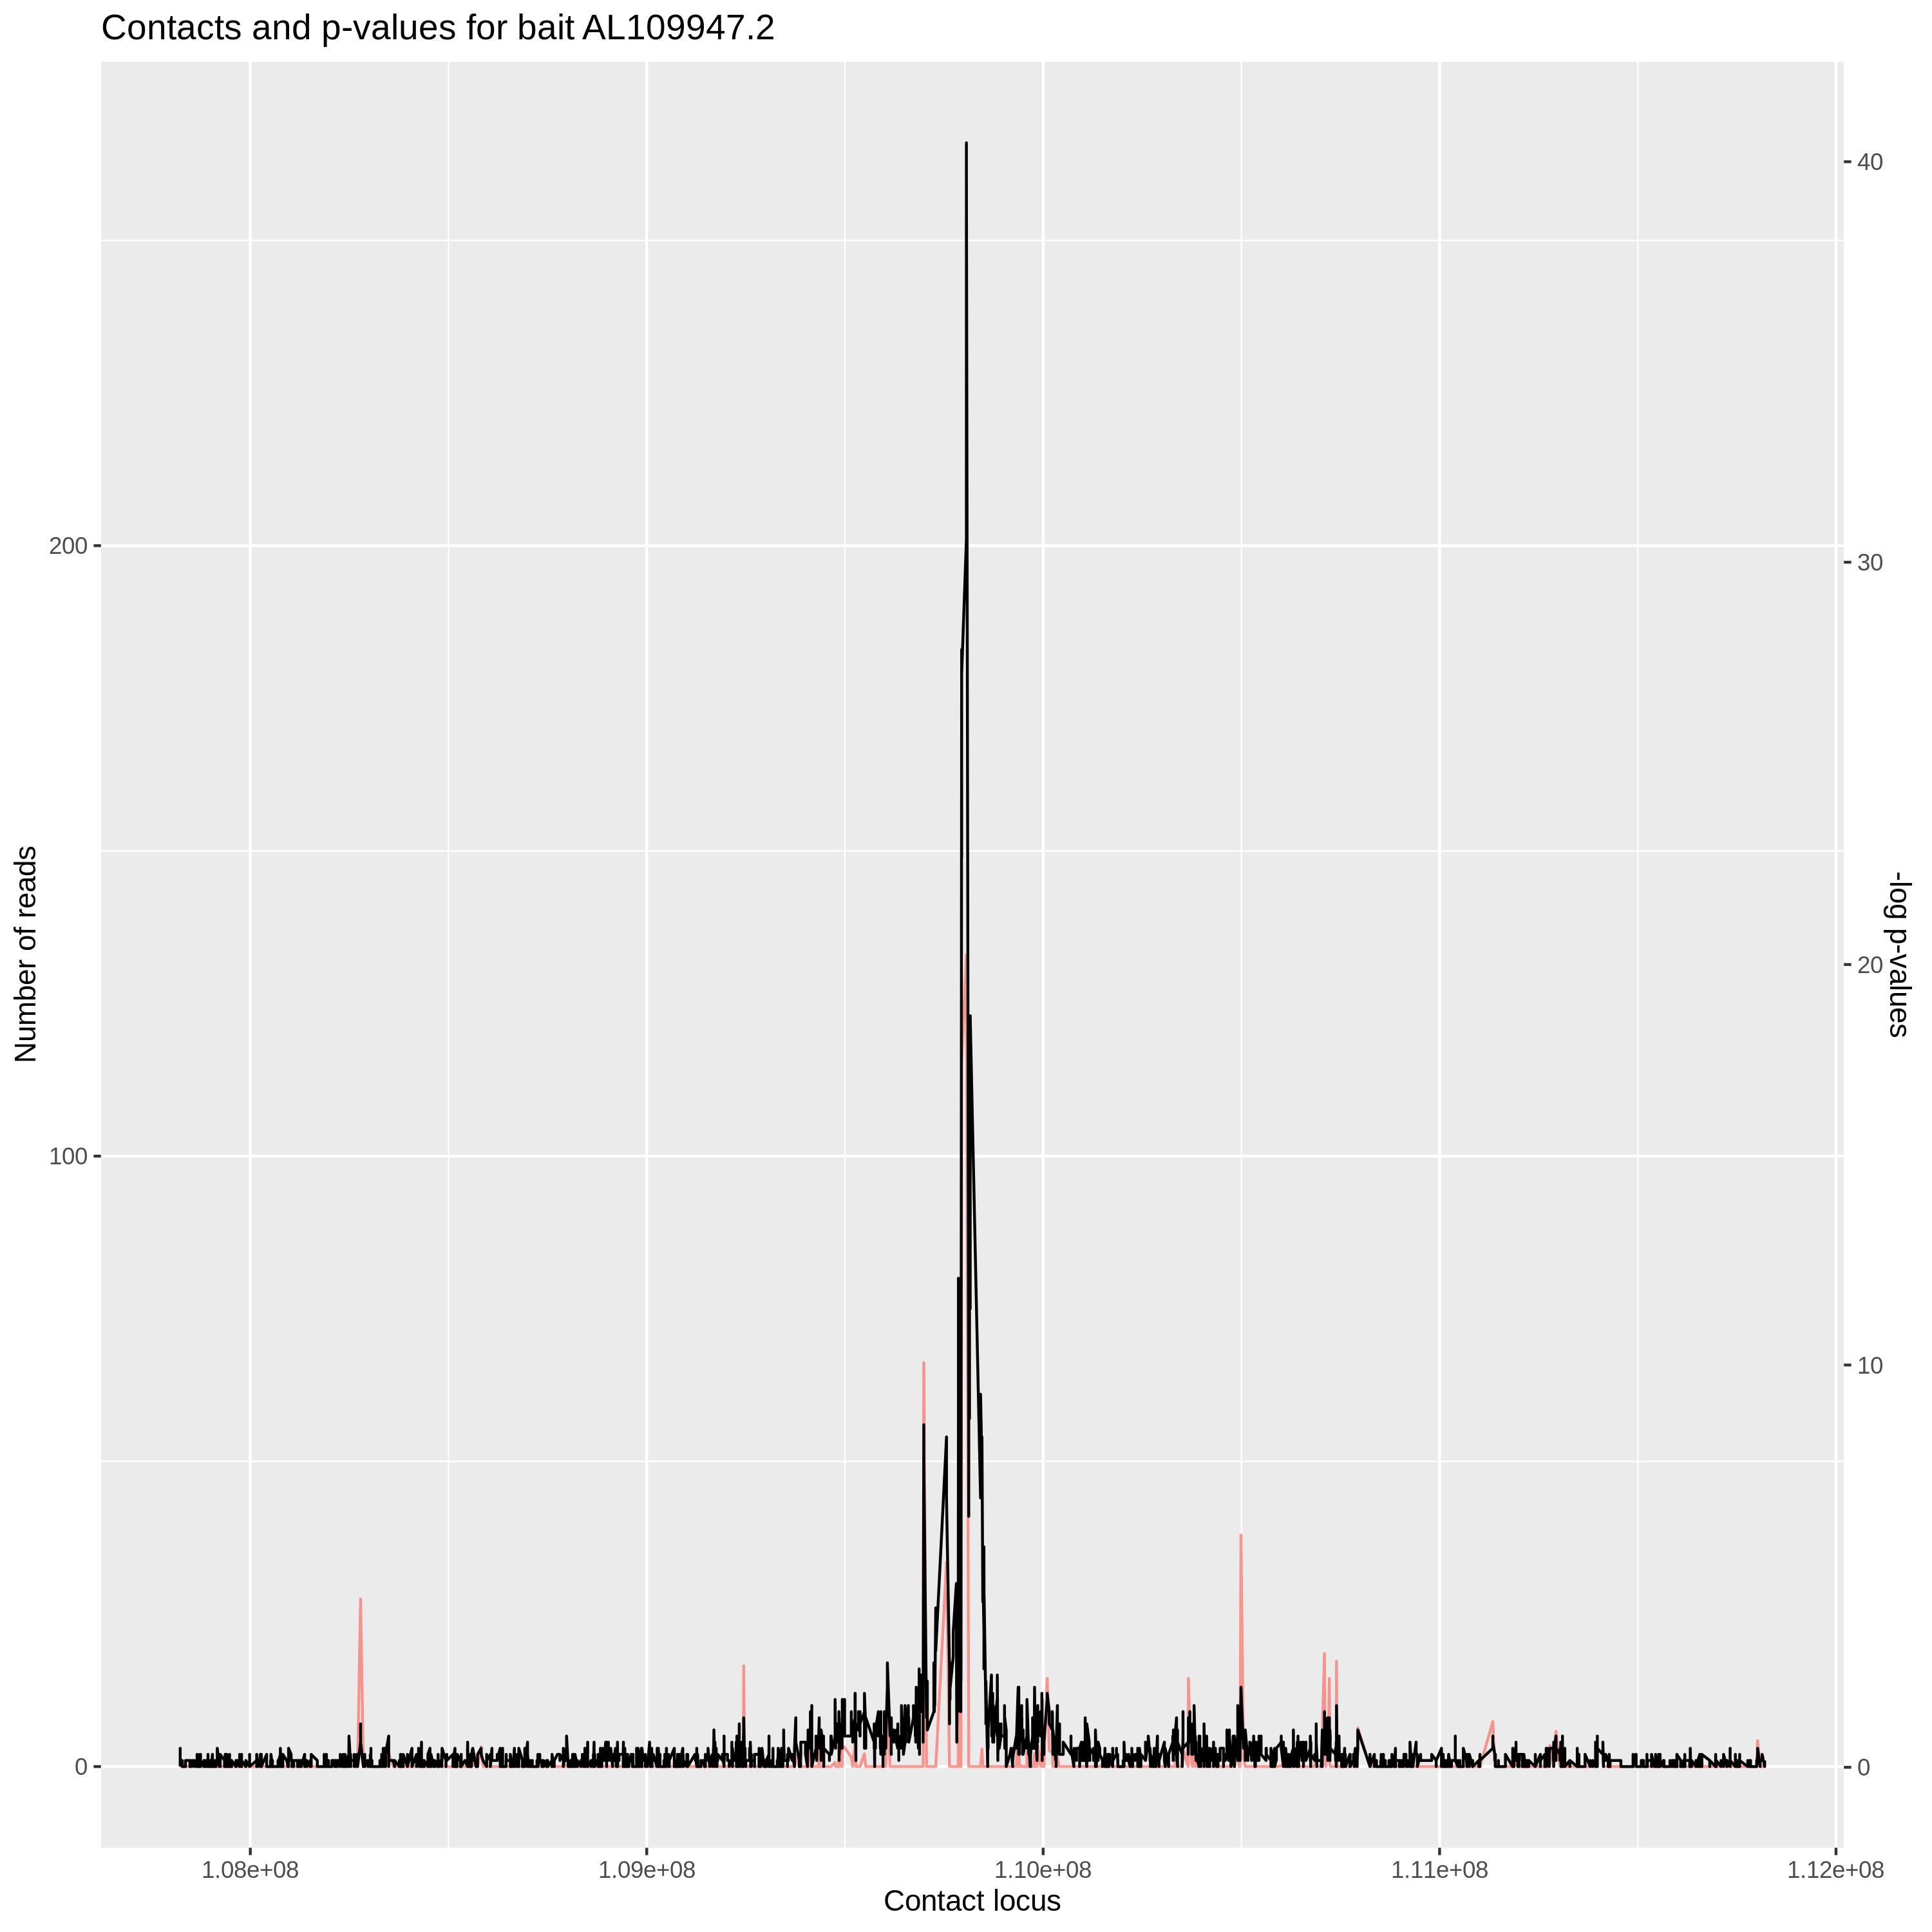 Contacts and p-values for bait AL109947.2
40
200
30
Number of reads
-log p-values
20
100
10
0
0
1.08e+08
1.09e+08
1.10e+08
1.11e+08
1.12e+08
Contact locus